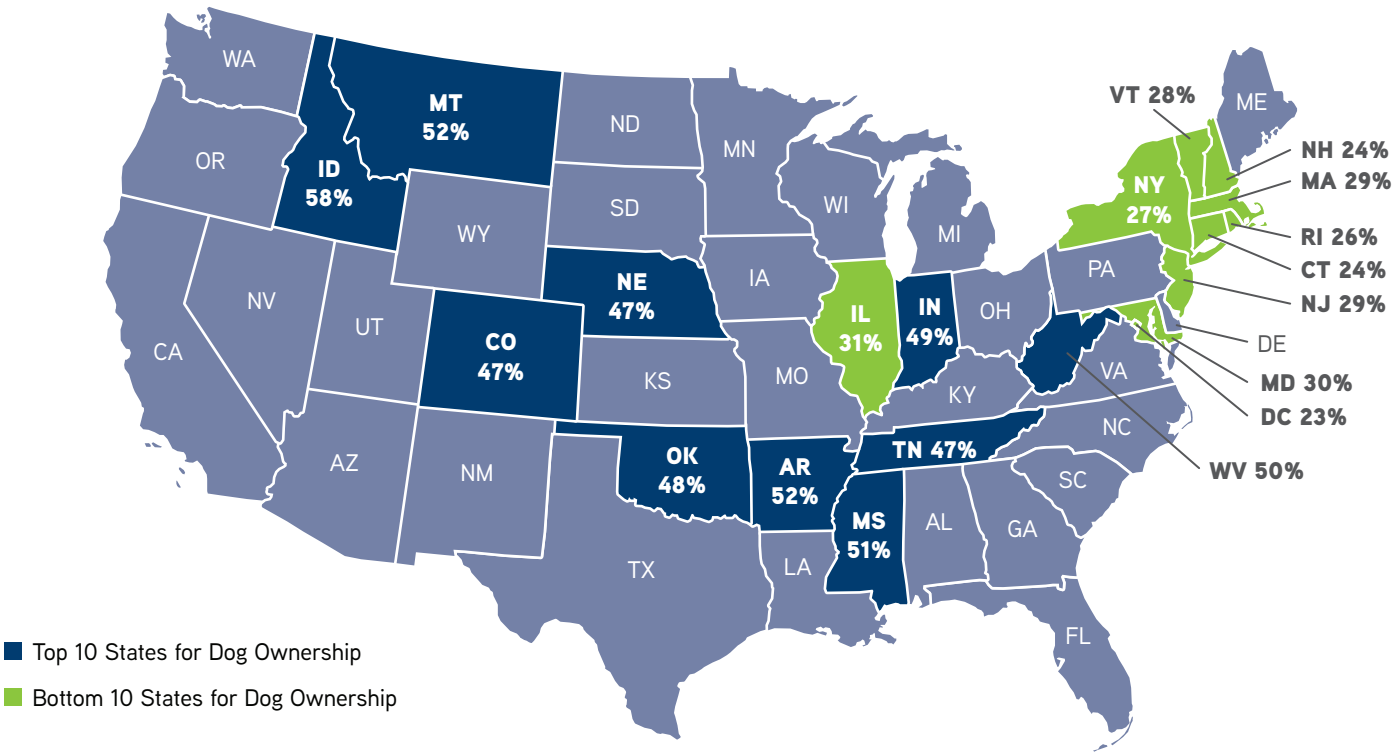 WA
MT
52%
ND
MN
VT 28%
ME
OR
ID
58%
SD
WI
MI
NY
27%
NH 24%
MA 29%
RI 26%
CT 24%
NJ 29%
WY
NE
47%
IA
PA
NV
UT
CO
47%
IL
31%
IN
49%
OH
DE
CA
KS
MO
KY
VA
MD 30%
DC 23%
WV 50%
AZ
NM
OK
48%
AR
52%
TN 47%
NC
SC
MS
51%
AL
GA
TX
LA
FL
Top 10 States for Dog Ownership
Bottom 10 States for Dog Ownership